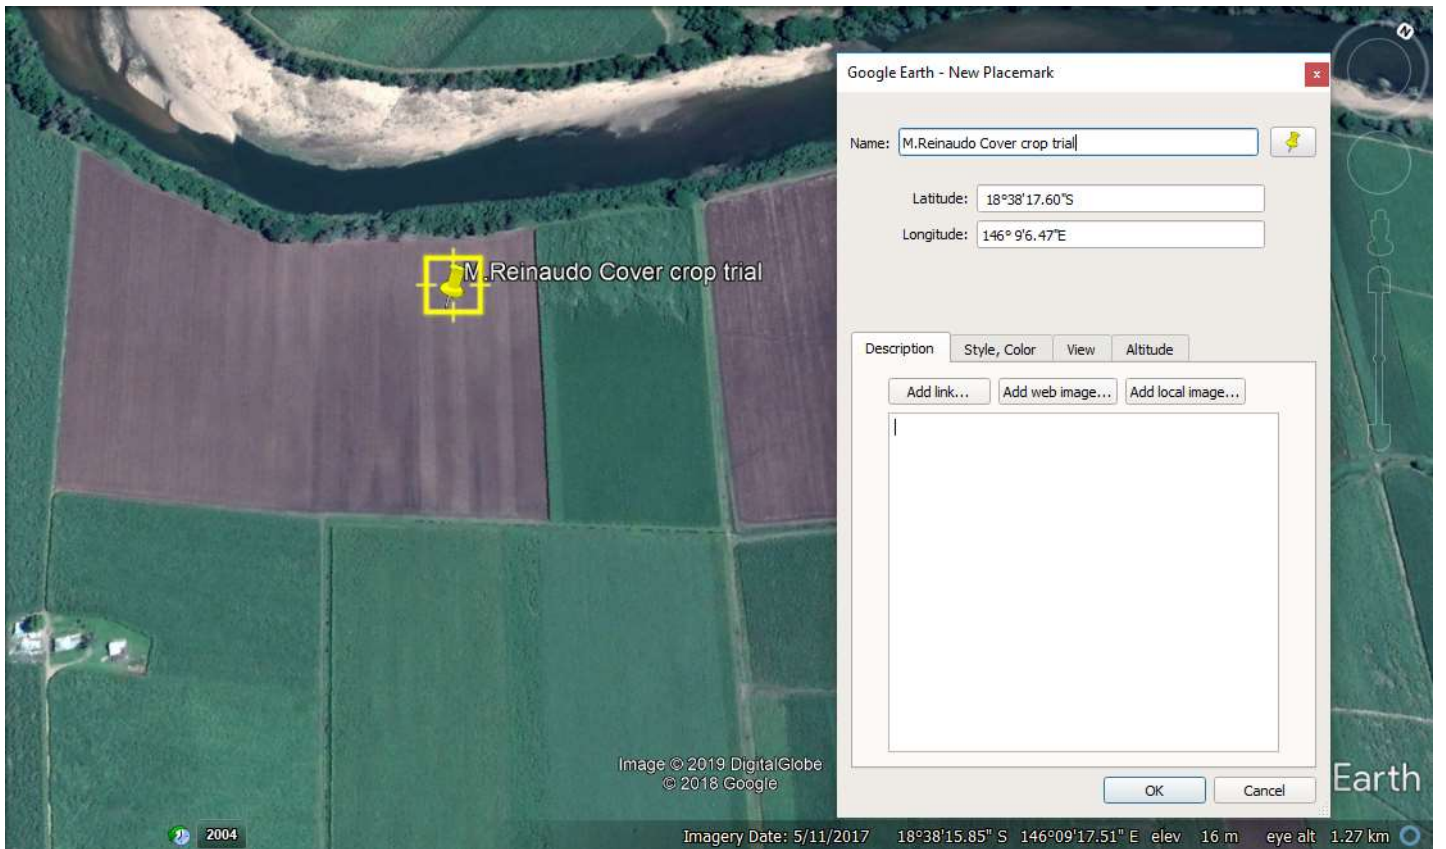 Google Earth - New Placemark
x
N
Name: M.Reinaudo Cover crop trial
Latitude: 18°38'17.60"S
Longitude: 146° 9'6.47"E
M.Reinaudo Cover crop trial
Description Style, Color View Altitude
Add link... Add web image... Add local image...
Image © 2019 DigitalGlobe
© 2018 Google
OK Cancel
Earth
2004
Imagery Date: 5/11/2017 18°38'15.85" S 146°09'17.51" E elev 16 m eye alt 1.27 km